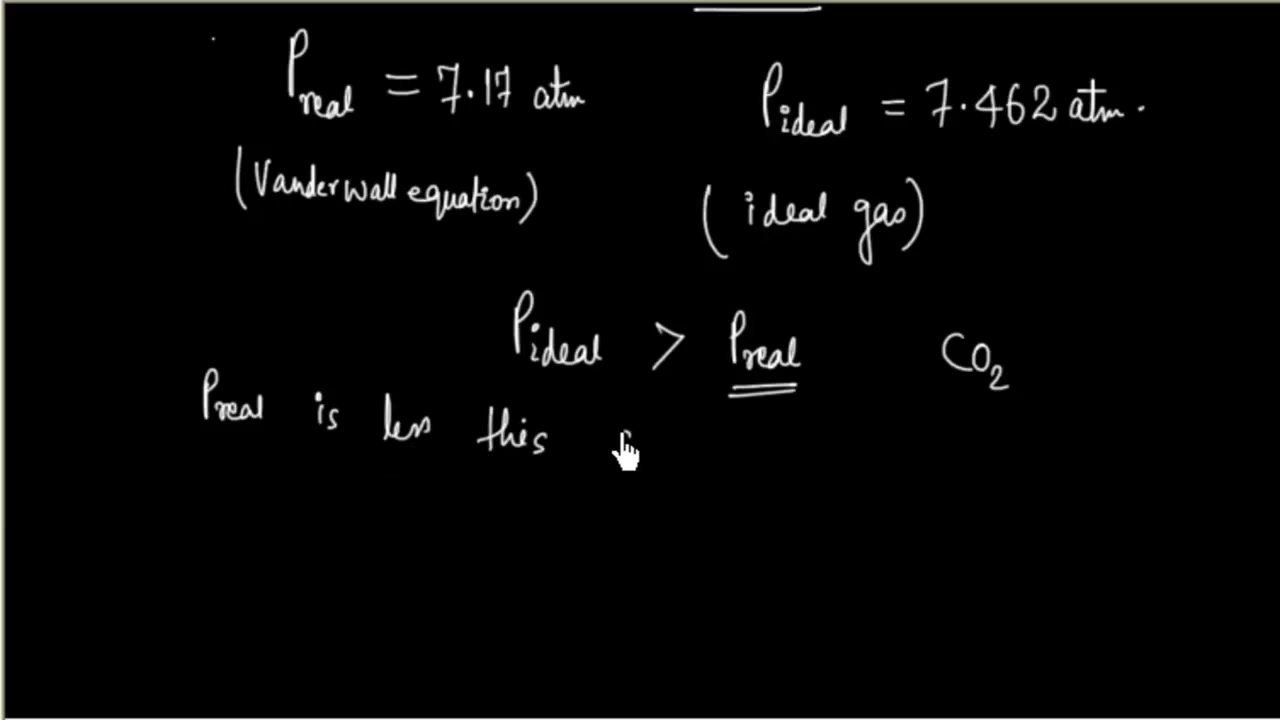 Preal = 7.17 atm
Pideal = 7.462 atm.
(Vanderwall equation)
(ideal gas)
Pideal > Preal
CO2
Preal is less this